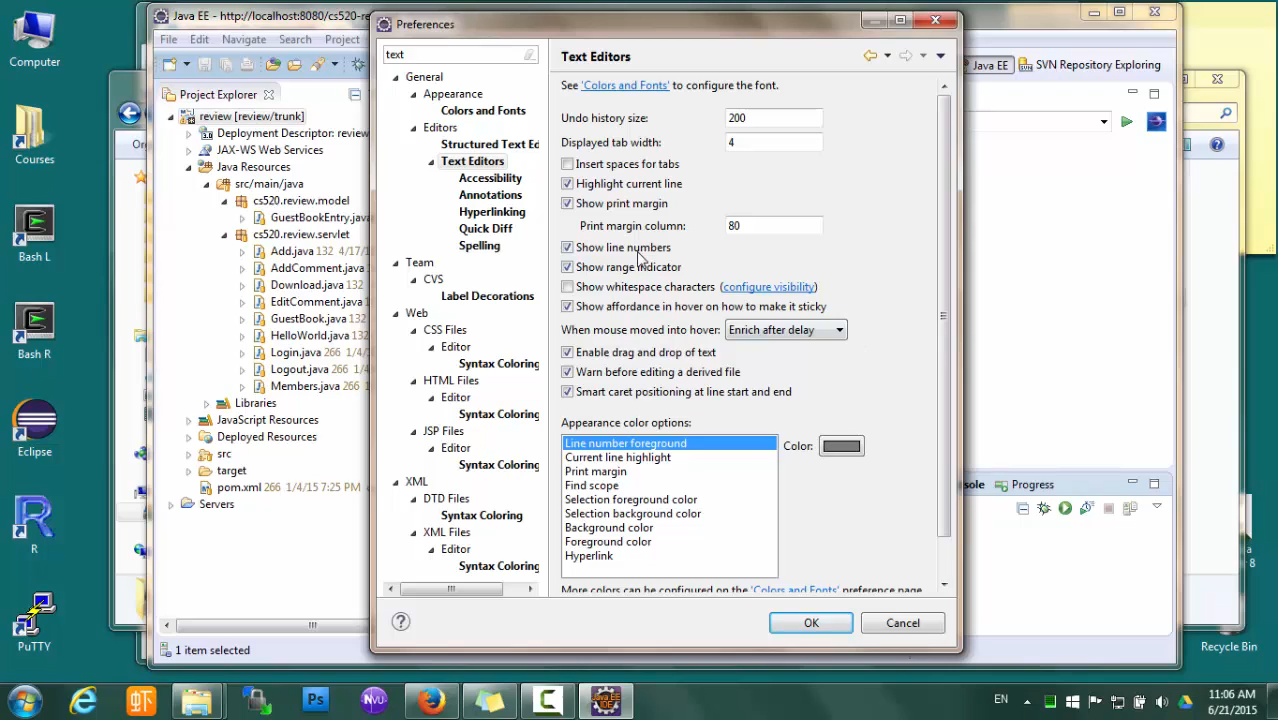 Java EE - http://localhost:8080/cs520-re
File Edit Navigate Search Project
Project Explorer
review [review/trunk]
Deployment Descriptor: review
JAX-WS Web Services
Java Resources
src/main/java
cs520.review.model
GuestBookEntry.java
cs520.review.servlet
Add.java 132 4/17/1
AddComment.java
Download.java 132
EditComment.java
GuestBook.java 132
HelloWorld.java 132
Login.java 266 1/4/
Logout.java 266 1/4
Members.java 266
Libraries
JavaScript Resources
Deployed Resources
src
target
pom.xml 1/4/15 7:25 PM
Servers
1 item selected
Preferences
text
General
Appearance
Colors and Fonts
Editors
Structured Text Ed
Text Editors
Accessibility
Annotations
Hyperlinking
Quick Diff
Spelling
Team
CVS
Label Decorations
Web
CSS Files
Editor
Syntax Coloring
HTML Files
Editor
Syntax Coloring
JSP Files
Editor
Syntax Coloring
XML
DTD Files
Syntax Coloring
XML Files
Editor
Syntax Coloring
Text Editors
See 'Colors and Fonts' to configure the font.
Undo history size: 200
Displayed tab width: 4
Insert spaces for tabs
Highlight current line
Show print margin
Print margin column: 80
Show line numbers
Show range indicator
Show whitespace characters (configure visibility)
Show affordance in hover on how to make it sticky
When mouse moved into hover: Enrich after delay
Enable drag and drop of text
Warn before editing a derived file
Smart caret positioning at line start and end
Appearance color options:
Line number foreground
Current line highlight
Print margin
Find scope
Selection foreground color
Selection background color
Background color
Foreground color
Hyperlink
Color:
More colors can be configured on the 'Colors and Fonts' preference page.
OK
Cancel
Java EE
SVN Repository Exploring
sole
Progress
Computer
Courses
Bash L
Bash R
Eclipse
R
PuTTY
Recycle Bin
EN
11:06 AM
6/21/2015